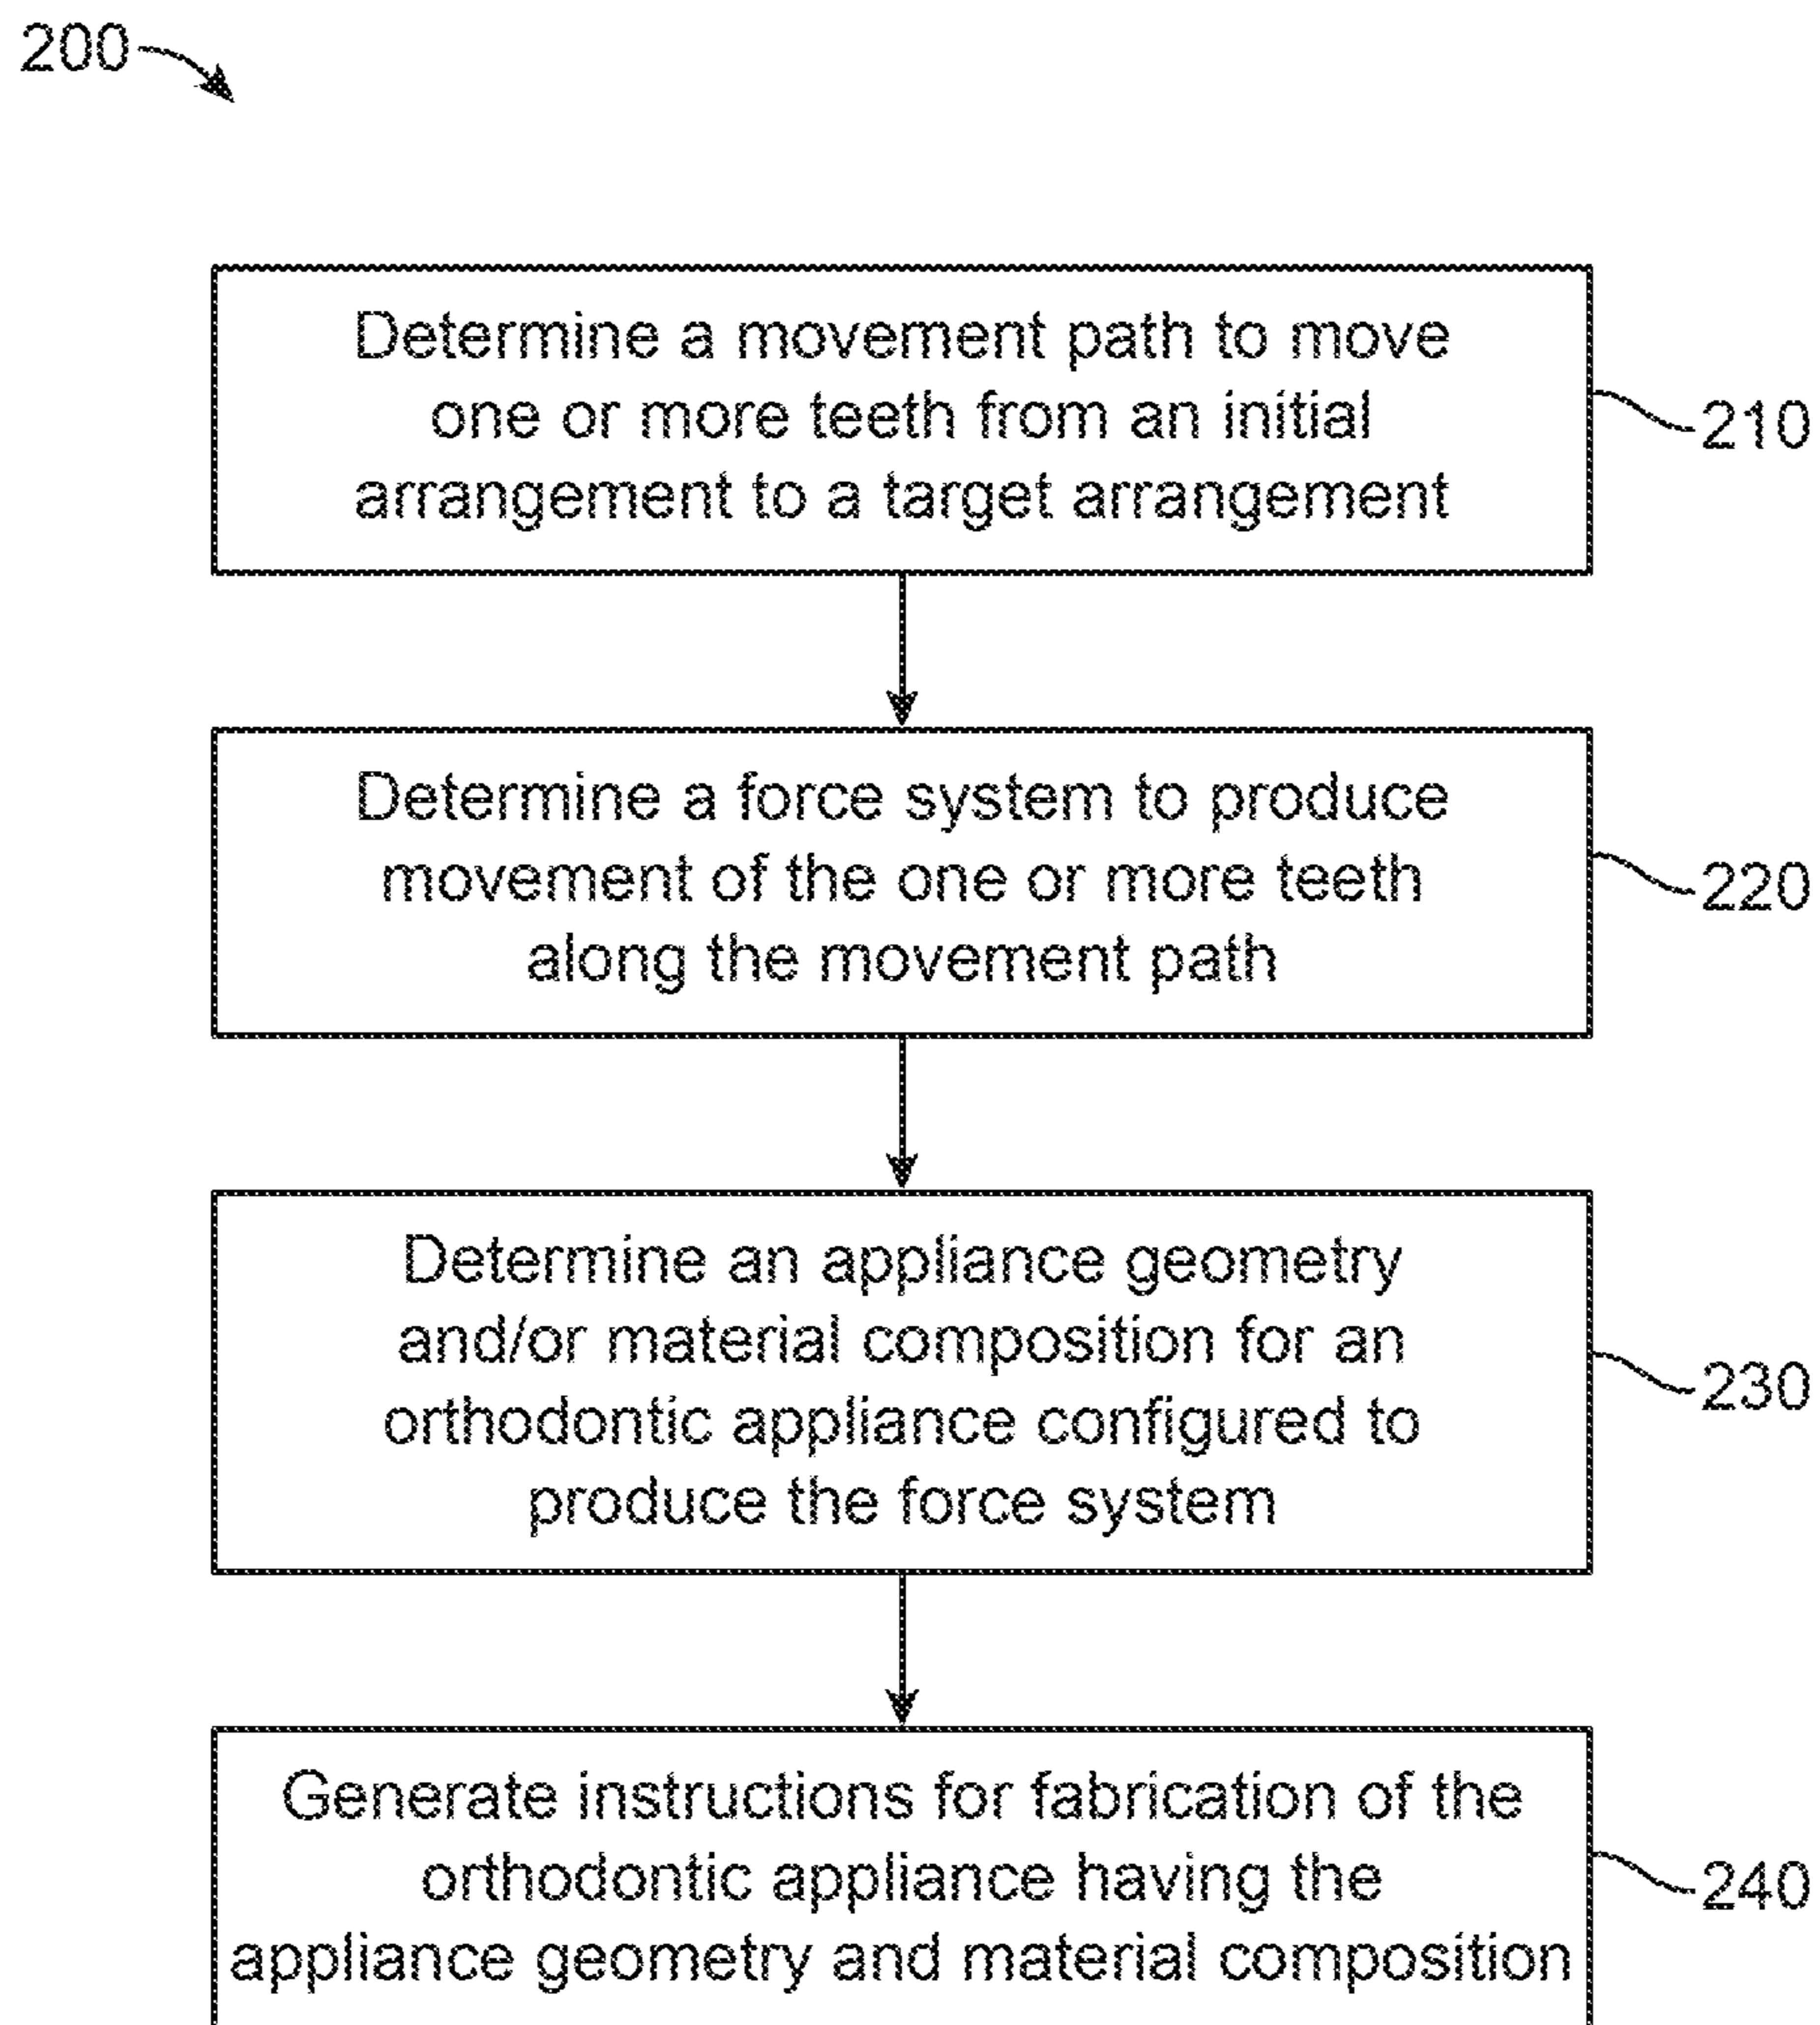 200
Determine a movement path to move
one or more teeth from an initial
arrangement to a target arrangement
210
Determine a force system to produce
movement of the one or more teeth
along the movement path
220
Determine an appliance geometry
and/or material composition for an
orthodontic appliance configured to
produce the force system
230
Generate instructions for fabrication of the
orthodontic appliance having the
appliance geometry and material composition
240